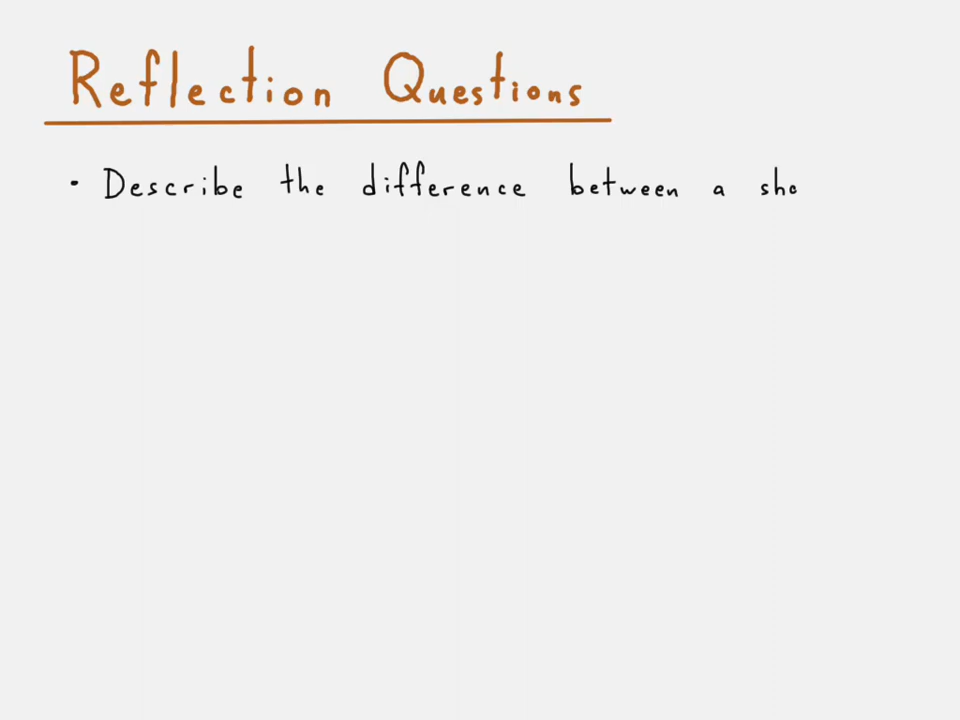 Reflection Questions
• Describe the difference between a sho